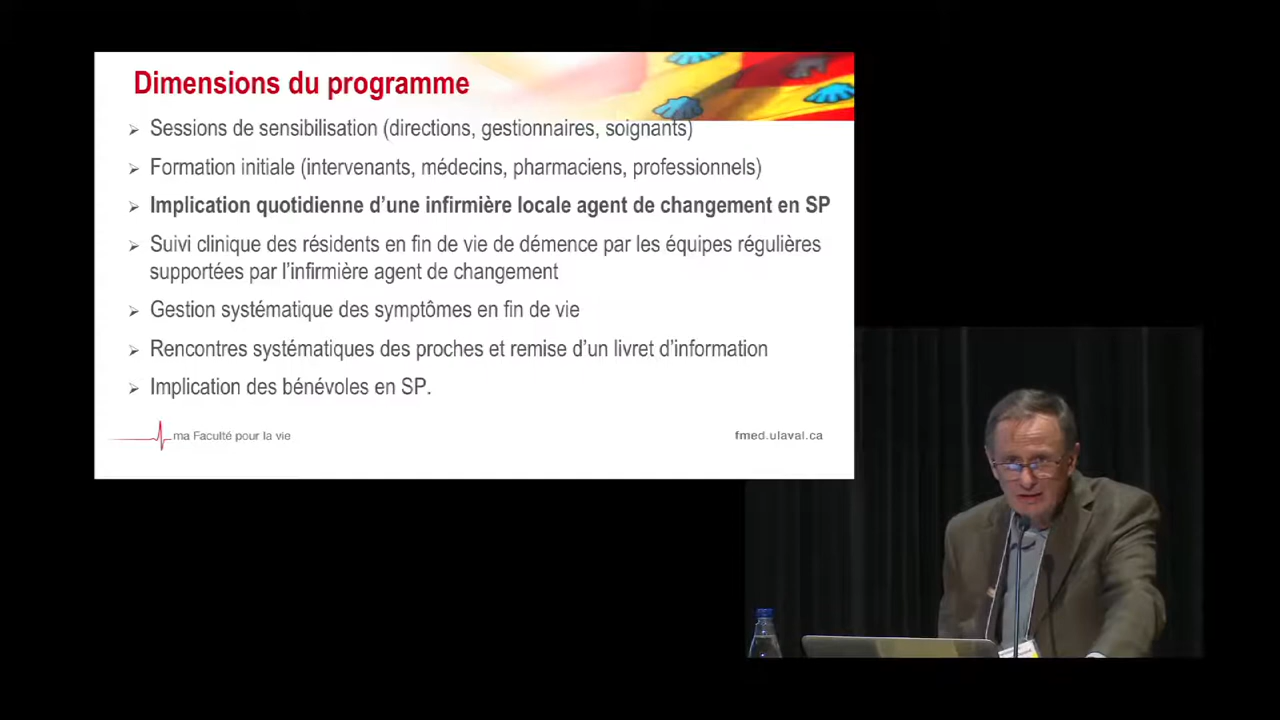 Dimensions du programme
➢ Sessions de sensibilisation (directions, gestionnaires, soignants)
➢ Formation initiale (intervenants, médecins, pharmaciens, professionnels)
➢ Implication quotidienne d’une infirmière locale agent de changement en SP
➢ Suivi clinique des résidents en fin de vie de démence par les équipes régulières
supportées par l’infirmière agent de changement
➢ Gestion systématique des symptômes en fin de vie
➢ Rencontres systématiques des proches et remise d’un livret d’information
➢ Implication des bénévoles en SP.
ma Faculté pour la vie
fmed.ulaval.ca